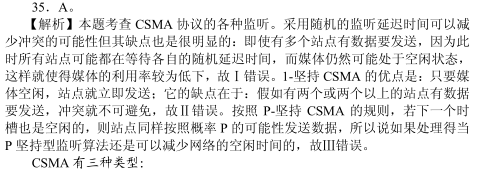 35．A。
【解析】本题考查 CSMA 协议的各种监听。采用随机的监听延迟时间可以减
少冲突的可能性但其缺点也是很明显的：即使有多个站点有数据要发送，因为此
时所有站点可能都在等待各自的随机延迟时间，而媒体仍然可能处于空闲状态，
这样就使得媒体的利用率较为低下，故Ⅰ错误。1-坚持 CSMA 的优点是：只要媒
体空闲，站点就立即发送；它的缺点在于：假如有两个或两个以上的站点有数据
要发送，冲突就不可避免，故Ⅱ错误。按照 P-坚持 CSMA 的规则，若下一个时
槽也是空闲的，则站点同样按照概率 P 的可能性发送数据，所以说如果处理得当
P 坚持型监听算法还是可以减少网络的空闲时间的，故Ⅲ错误。
CSMA 有三种类型：